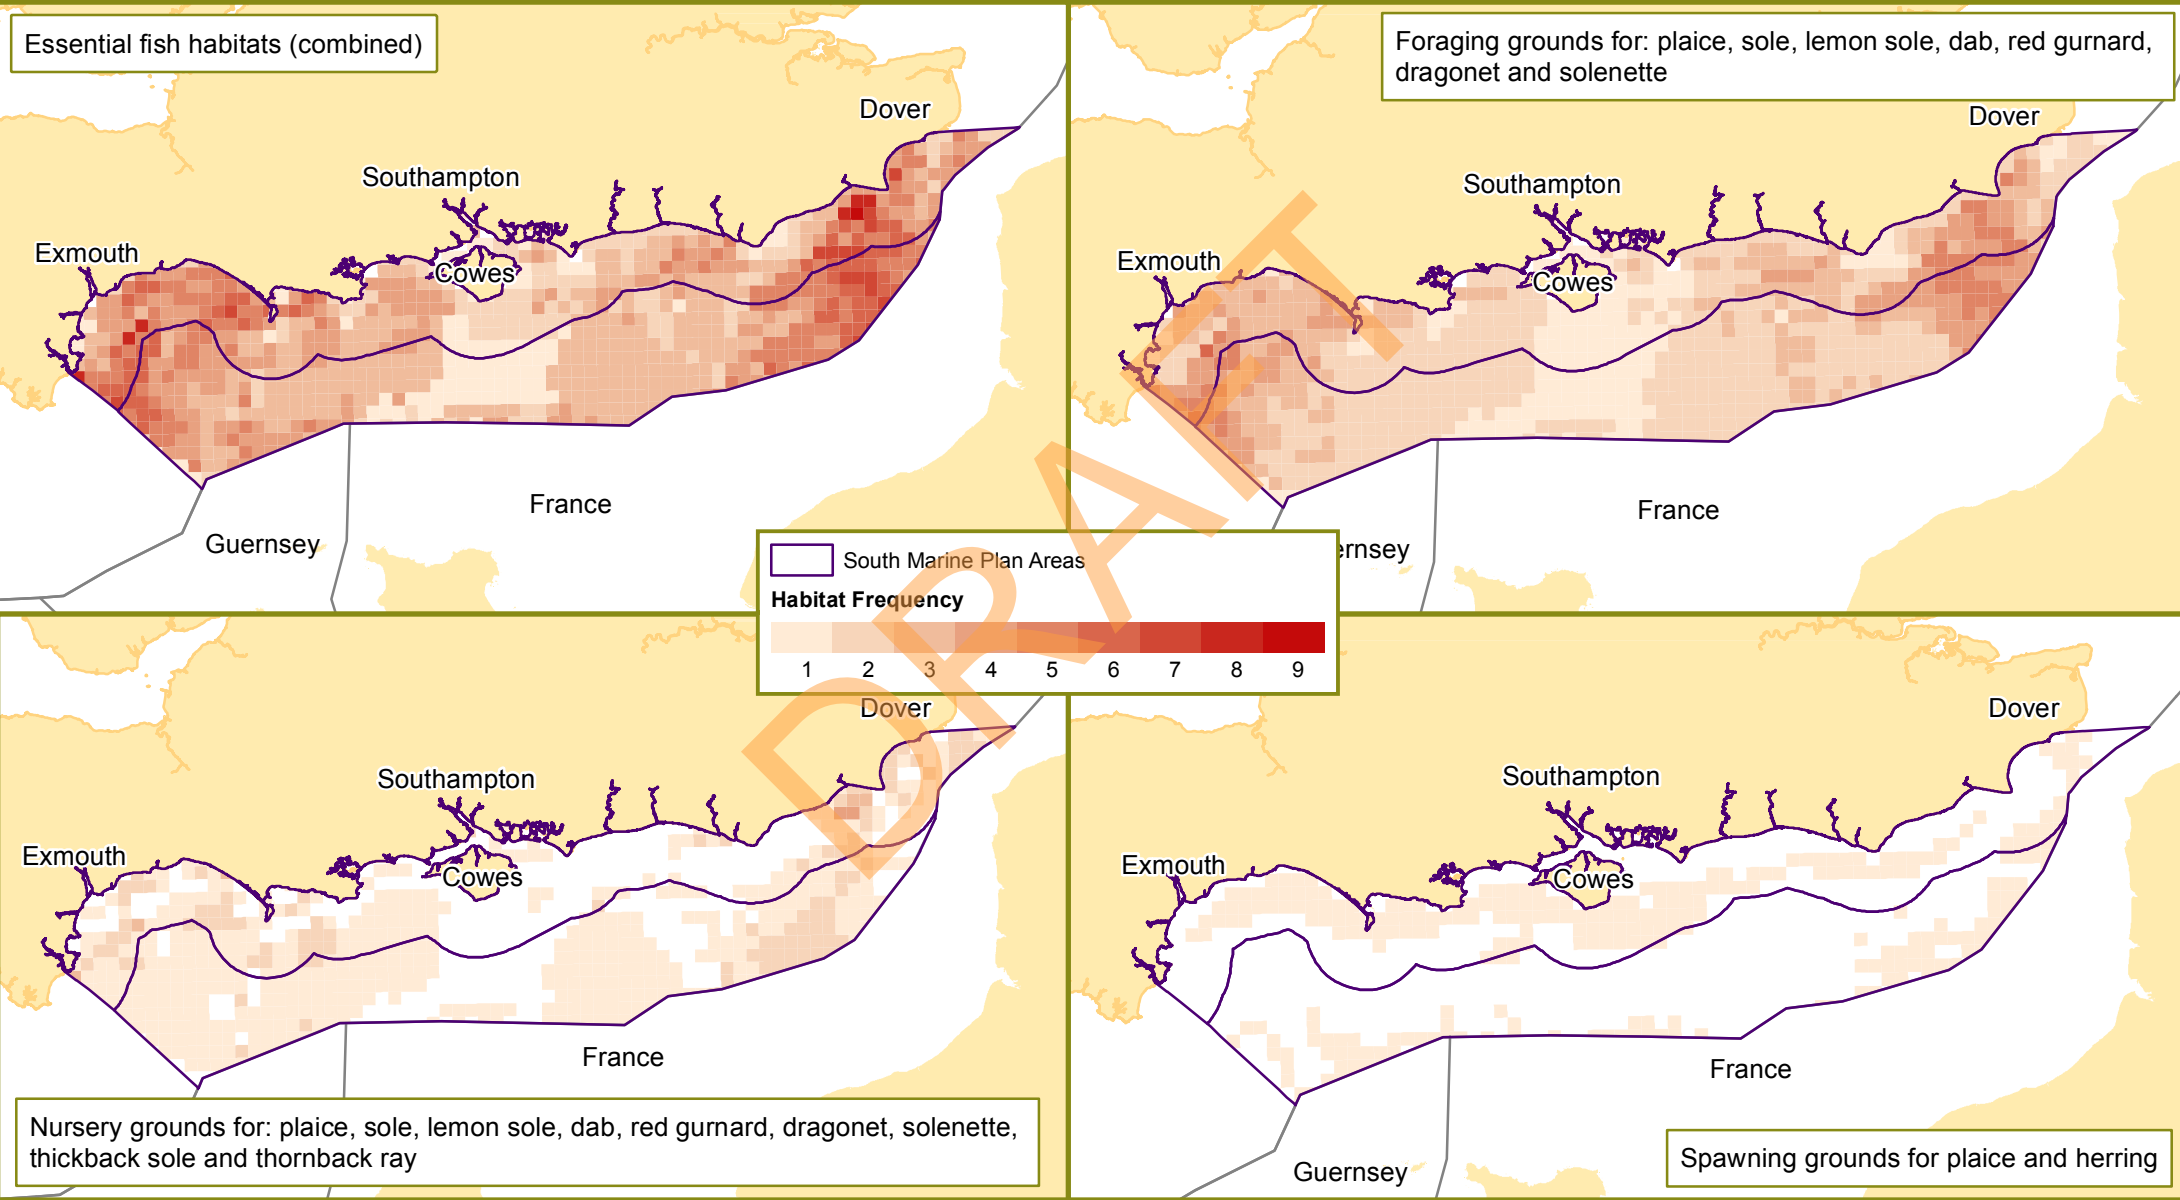 Essential fish habitats (combined)
Dover
Southampton
Exmouth
Cowes
France
Guernsey
Foraging grounds for: plaice, sole, lemon sole, dab, red gurnard,
dragonet and solenette
Dover
Southampton
Exmouth
Cowes
France
ernsey
South Marine Plan Areas
Habitat Frequency
1 2 3 4 5 6 7 8 9
DRAFT
Dover
Southampton
Exmouth
Cowes
France
Nursery grounds for: plaice, sole, lemon sole, dab, red gurnard, dragonet, solenette,
thickback sole and thornback ray
Dover
Southampton
Exmouth
Cowes
France
Guernsey
Spawning grounds for plaice and herring